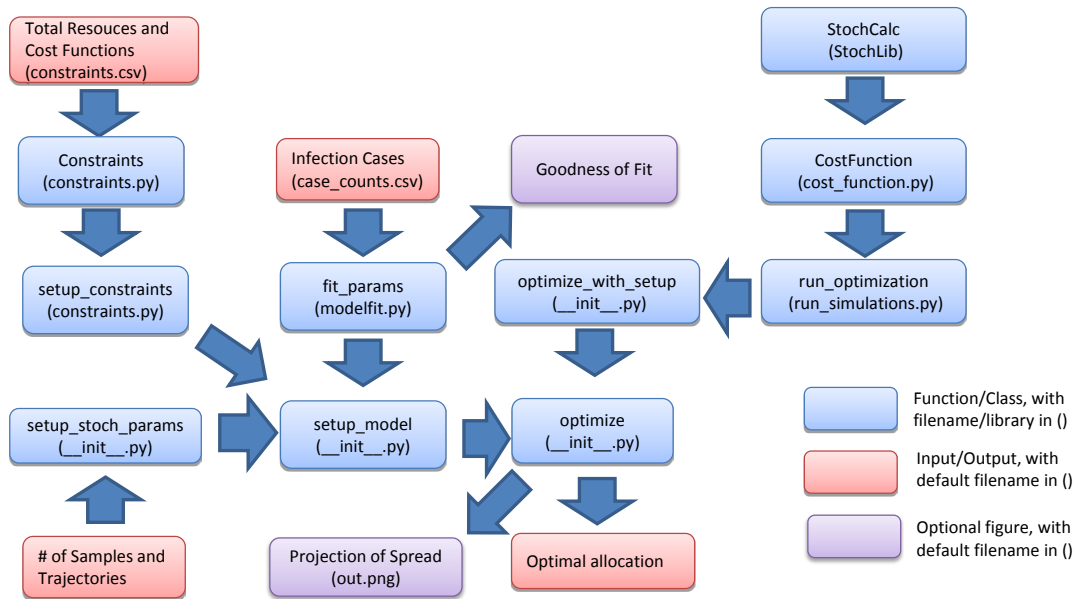 Total Resouces and
Cost Functions
(constraints.csv)
StochCalc
(StochLib)
Constraints
(constraints.py)
Infection Cases
(case_counts.csv)
Goodness of Fit
CostFunction
(cost_function.py)
setup_constraints
(constraints.py)
fit_params
(modelfit.py)
optimize_with_setup
(__init__.py)
run_optimization
(run_simulations.py)
setup_stoch_params
(__init__.py)
setup_model
(__init__.py)
optimize
(__init__.py)
Function/Class, with
filename/library in ()
Input/Output, with
default filename in ()
# of Samples and
Trajectories
Projection of Spread
(out.png)
Optimal allocation
Optional figure, with
default filename in ()